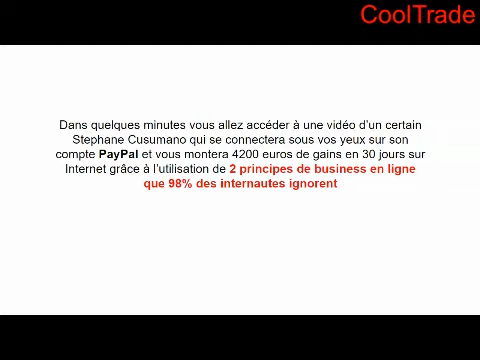 CoolTrade
Dans quelques minutes vous allez accéder à une vidéo d'un certain
Stephane Cusumano qui se connectera sous vos yeux sur son
compte PayPal et vous montera 4200 euros de gains en 30 jours sur
Internet grâce à l'utilisation de 2 principes de business en ligne
que 98% des internautes ignorent